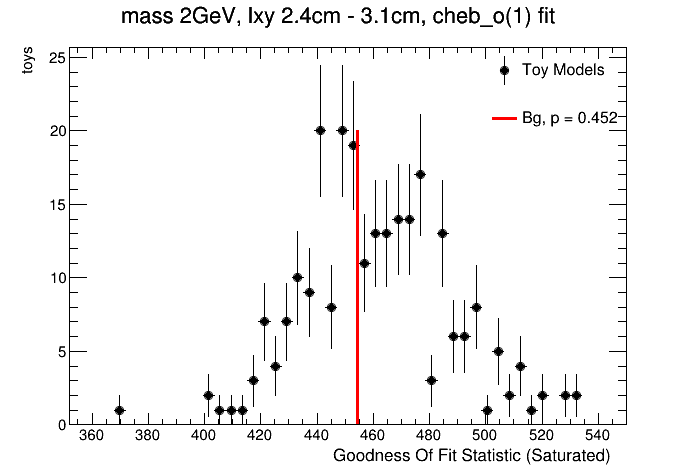 mass 2GeV, lxy 2.4cm - 3.1cm, cheb_o(1) fit
toys
25
20
15
10
5
0
Toy Models
Bg, p = 0.452
360 380 400 420 440 460 480 500 520 540
Goodness Of Fit Statistic (Saturated)